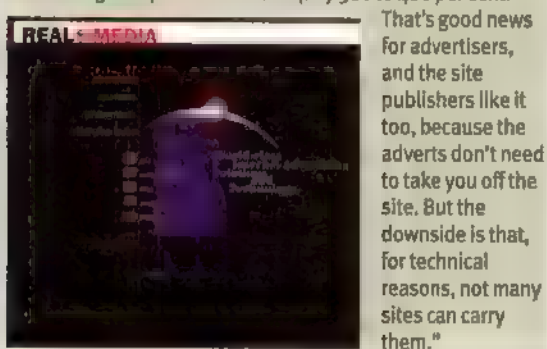 REAL MEDIA
That's good news
for advertisers,
and the site
publishers like it
too, because the
adverts don't need
to take you off the
site. But the
downside is that,
for technical
reasons, not many
sites can carry
them."